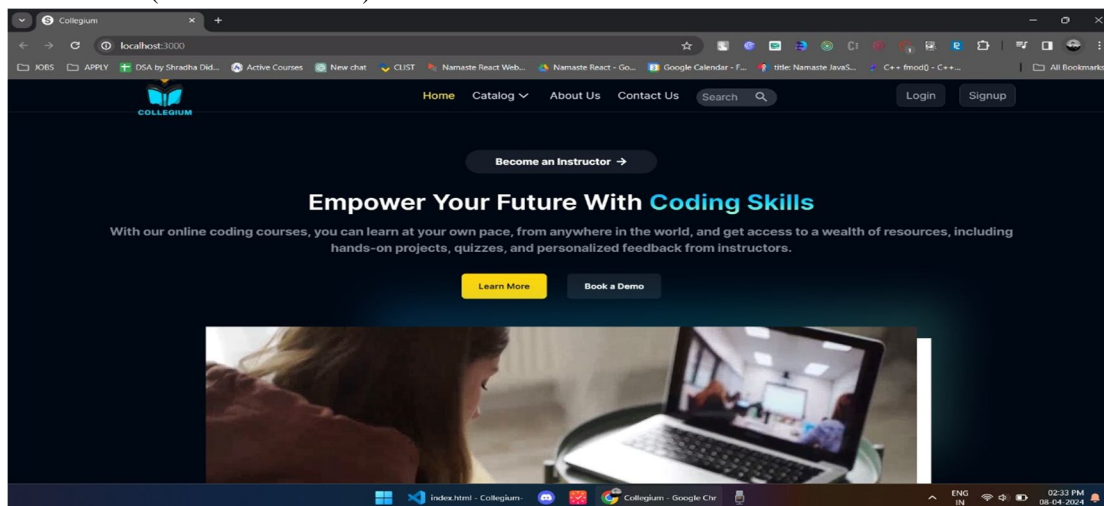 Collegium
localhost:3000
JOBS APPLY DSA by Shradha Did... Active Courses New chat CLIST Namaste React Web... Namaste React - Go... Google Calendar - F... title: Namaste JavaS... C++ fmod() - C++... All Bookmarks
COLLEGIUM
Home Catalog About Us Contact Us Search Login Signup
Become an Instructor →
Empower Your Future With Coding Skills
With our online coding courses, you can learn at your own pace, from anywhere in the world, and get access to a wealth of resources, including
hands-on projects, quizzes, and personalized feedback from instructors.
Learn More Book a Demo
index.html - Collegium- Collegium - Google Chr ENG 02:33 PM
IN 08-04-2024